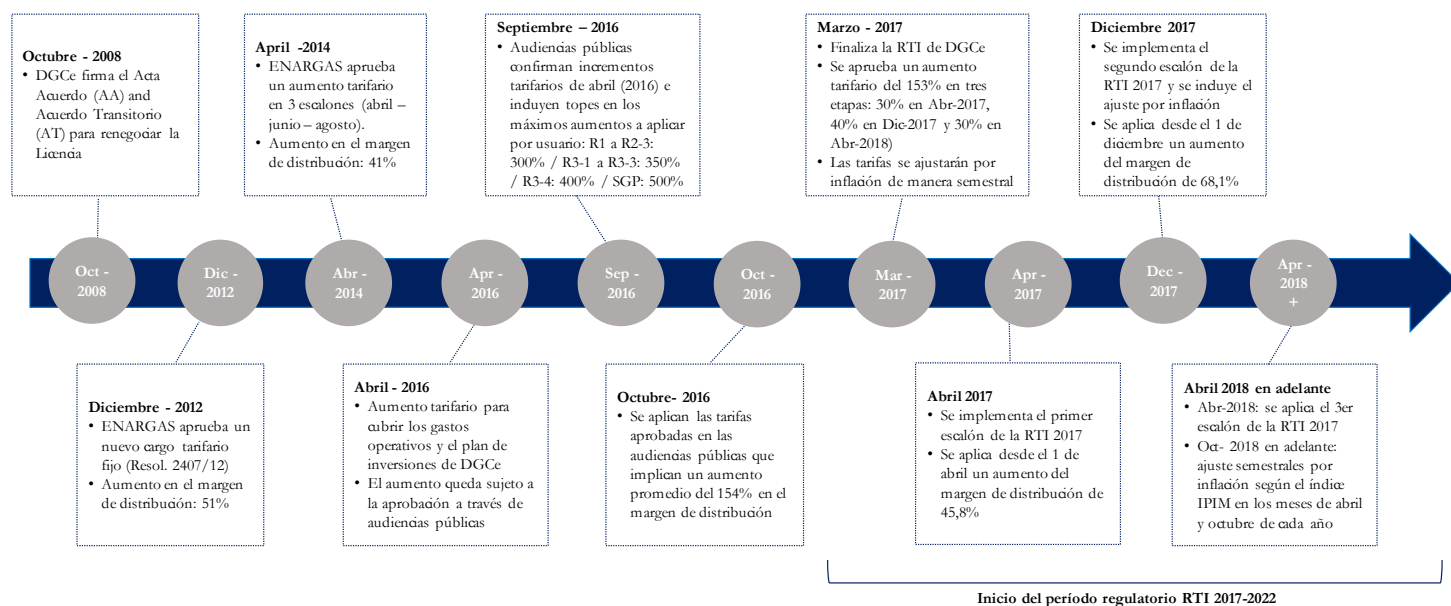 Octubre - 2008
• DGCe firma el Acta
Acuerdo (AA) and
Acuerdo Transitorio
(AT) para renegociar la
Licencia
April -2014
• ENARGAS aprueba
un aumento tarifario
en 3 escalones (abril –
junio – agosto).
• Aumento en el margen
de distribución: 41%
Septiembre – 2016
• Audiencias públicas
confirman incrementos
tarifarios de abril (2016) e
incluyen topes en los
máximos aumentos a aplicar
por usuario: R1 a R2-3:
300% / R3-1 a R3-3: 350%
/ R3-4: 400% / SGP: 500%
Marzo - 2017
• Finaliza la RTI de DGCe
• Se aprueba un aumento
tarifario del 153% en tres
etapas: 30% en Abr-2017,
40% en Dic-2017 y 30% en
Abr-2018)
• Las tarifas se ajustarán por
inflación de manera semestral
Diciembre 2017
• Se implementa el
segundo escalón de la
RTI 2017 y se incluye el
ajuste por inflación
• Se aplica desde el 1 de
diciembre un aumento
del margen de
distribución de 68,1%
Oct -
2008
Dic -
2012
Abr -
2014
Apr -
2016
Sep -
2016
Oct -
2016
Mar -
2017
Apr -
2017
Dec -
2017
Apr -
2018
+
Diciembre - 2012
• ENARGAS aprueba un
nuevo cargo tarifario
fijo (Resol. 2407/12)
• Aumento en el margen
de distribución: 51%
Abril - 2016
• Aumento tarifario para
cubrir los gastos
operativos y el plan de
inversiones de DGCe
• El aumento queda sujeto a
la aprobación a través de
audiencias públicas
Octubre- 2016
• Se aplican las tarifas
aprobadas en las
audiencias públicas que
implican un aumento
promedio del 154% en el
margen de distribución
Abril 2017
• Se implementa el primer
escalón de la RTI 2017
• Se aplica desde el 1 de
abril un aumento del
margen de distribución de
45,8%
Abril 2018 en adelante
• Abr-2018: se aplica el 3er
escalón de la RTI 2017
• Oct- 2018 en adelante:
ajuste semestrales por
inflación según el índice
IPIM en los meses de abril
y octubre de cada año
Inicio del período regulatorio RTI 2017-2022